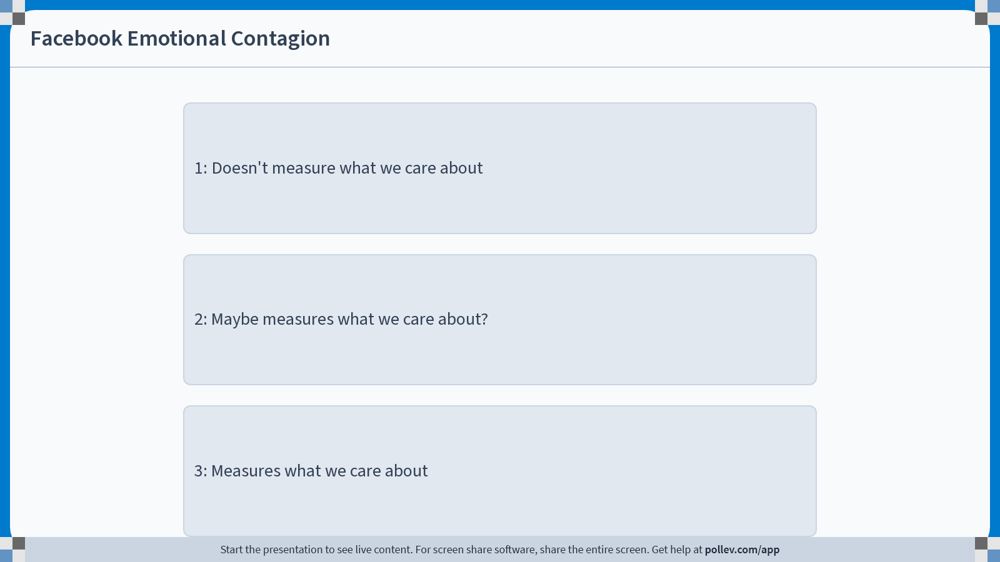 Facebook Emotional Contagion
1: Doesn't measure what we care about
2: Maybe measures what we care about?
3: Measures what we care about
Start the presentation to see live content. For screen share software, share the entire screen. Get help at pollev.com/app